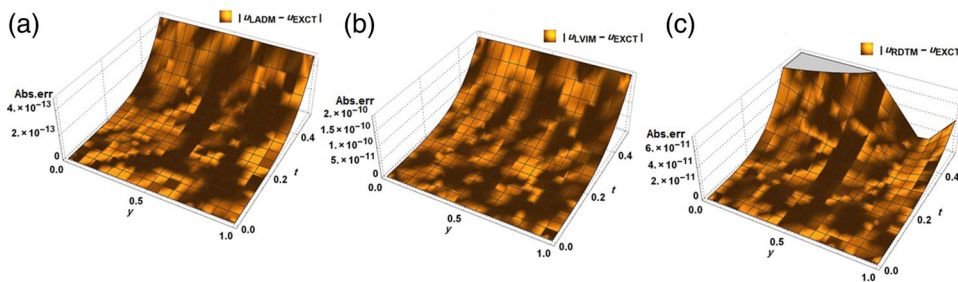 (a)
| uLADM − uEXCT |
Abs.err
4.×10−13
2.×10−13
0
0.0
0.5
y
1.0
0.0
0.2
t
0.4
(b)
| uLVIM − uEXCT |
Abs.err
2.×10−10
1.5×10−10
1.×10−10
5.×10−11
0
0.0
0.5
y
1.0
0.0
0.2
t
0.4
(c)
| uRDTM − uEXCT
Abs.err
6.×10−11
4.×10−11
2.×10−11
0
0.0
0.5
y
1.0
0.0
0.2
t
0.4